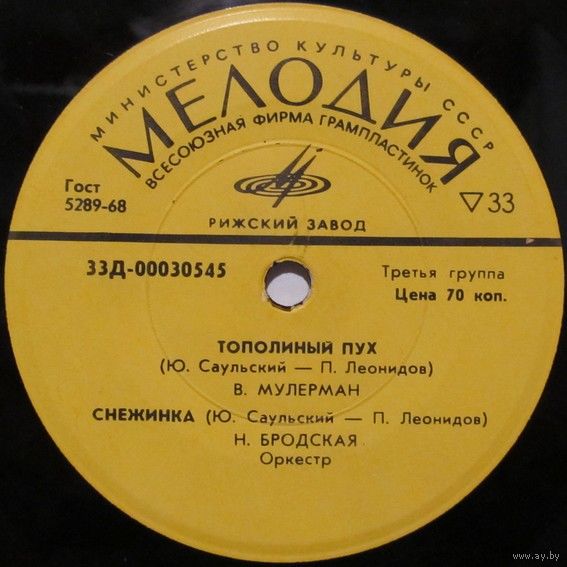 МИНИСТЕРСТВО КУЛЬТУРЫ СССР
МЕЛОДИЯ
ВСЕСОЮЗНАЯ ФИРМА ГРАМПЛАСТИНОК
Гост
5289-68
▽33
РИЖСКИЙ ЗАВОД
33Д-00030545
Третья группа
Цена 70 коп.
ТОПОЛИНЫЙ ПУХ
(Ю. Саульский — П. Леонидов)
В. МУЛЕРМАН
СНЕЖИНКА (Ю. Саульский — П. Леонидов)
Н. БРОДСКАЯ
Оркестр
www.ay.by